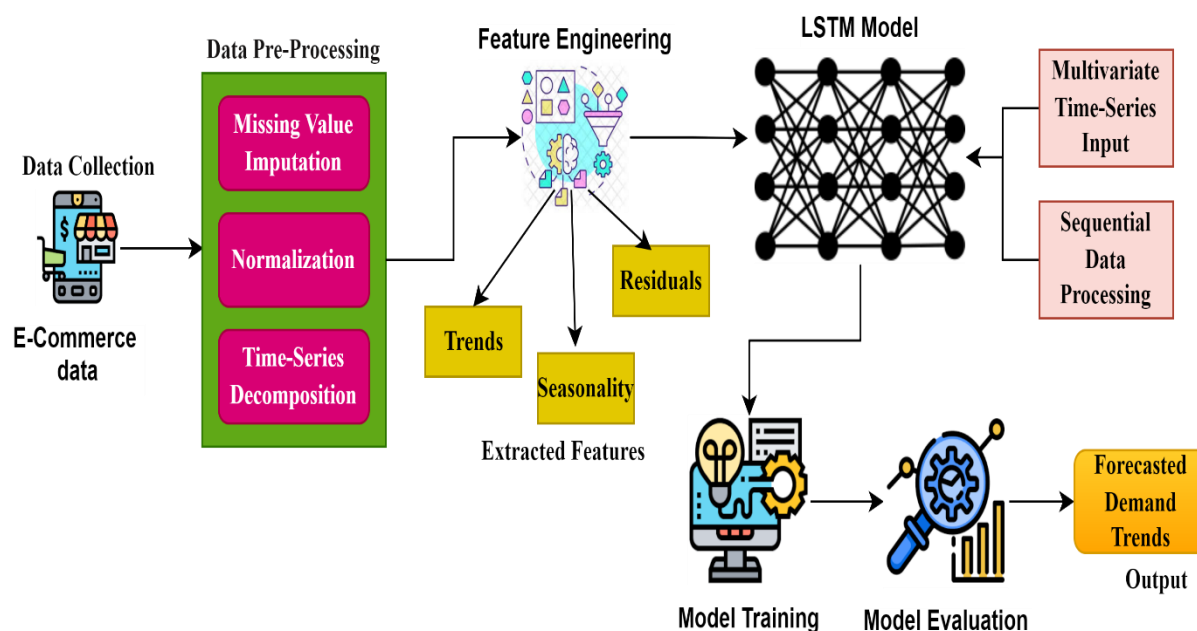 Data Pre-Processing
Missing Value
Imputation
Normalization
Time-Series
Decomposition
Data Collection
$
E-Commerce
data
Feature Engineering
Trends
Seasonality
Residuals
Extracted Features
LSTM Model
Multivariate
Time-Series
Input
Sequential
Data
Processing
Model Training
Model Evaluation
Forecasted
Demand
Trends
Output